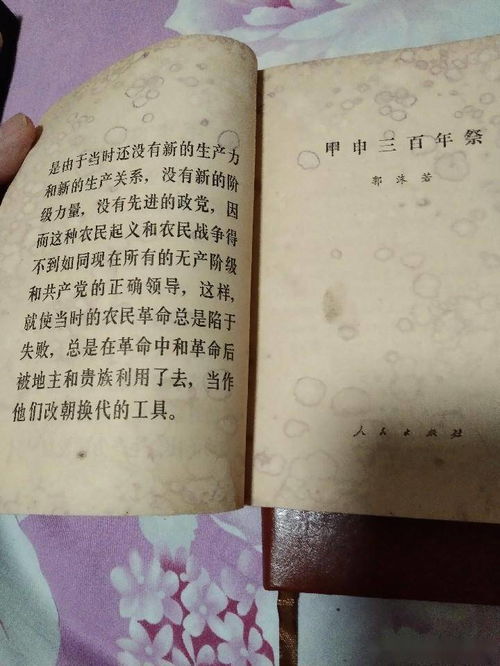 是由于当时还没有新的生产力
和新的生产关系，没有新的阶
级力量，没有先进的政党，因
而这种农民起义和农民战争得
不到如同现在所有的无产阶级
和共产党的正确领导，这样，
就使当时的农民革命总是陷于
失败，总是在革命中和革命后
被地主和贵族利用了去，当作
他们改朝换代的工具。
甲申三百年祭
郭沫若
人民出版社